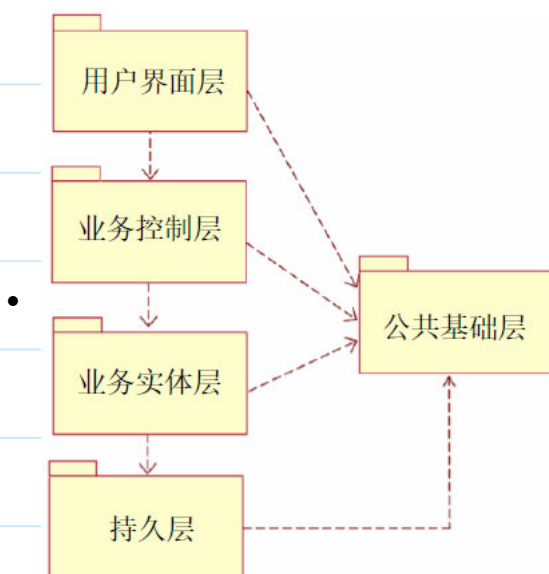 用户界面层
业务控制层
公共基础层
业务实体层
持久层